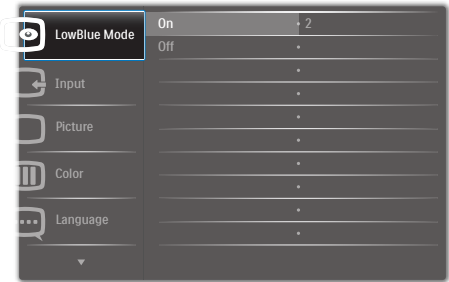 LowBlue Mode
On 2
Off
Input
Picture
Color
Language